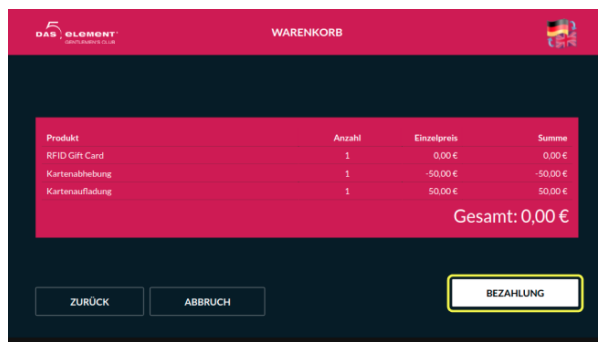 DAS 5 ELEMENT
GENTLEMEN'S CLUB
WARENKORB
Produkt Anzahl Einzelpreis Summe
RFID Gift Card 1 0,00 € 0,00 €
Kartenabhebung 1 -50,00 € -50,00 €
Kartenaufladung 1 50,00 € 50,00 €
Gesamt: 0,00 €
ZURÜCK ABBRUCH BEZAHLUNG